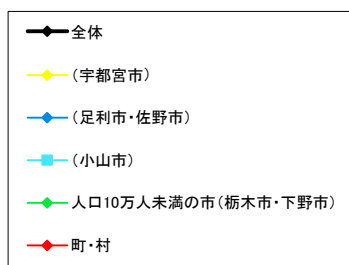 全体
(宇都宮市)
(足利市・佐野市)
(小山市)
人口10万人未満の市(栃木市・下野市)
町・村